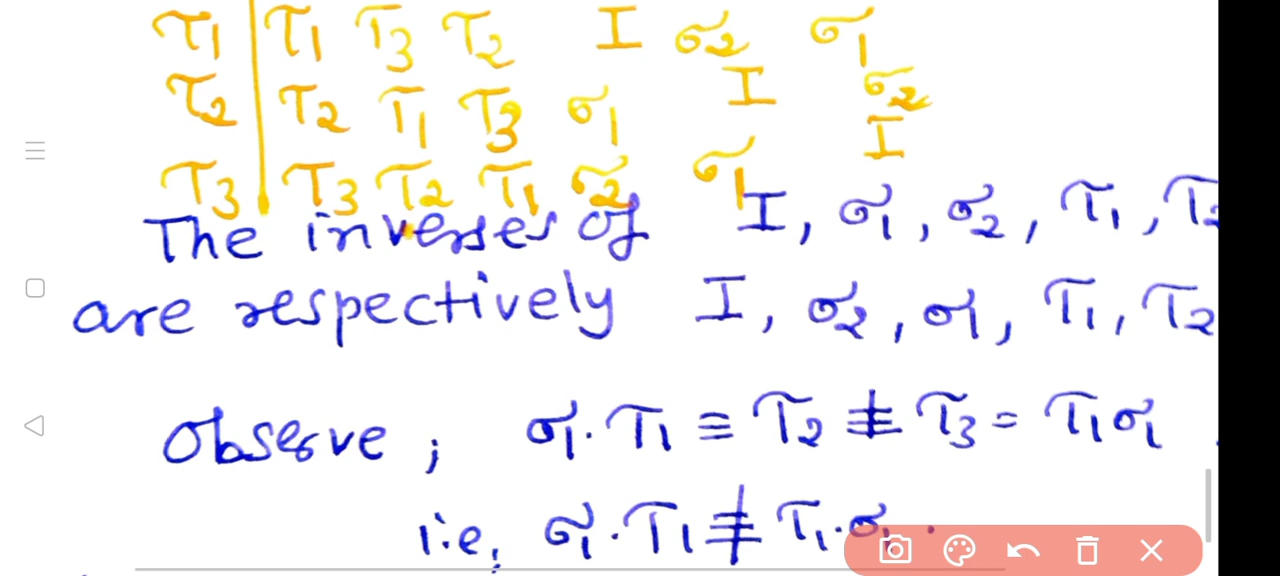 τ₁ | τ₁ τ₃ τ₂ I σ₂ σ₁
τ₂ | τ₂ τ₁ τ₃ σ₁ I σ₂
τ₃ | τ₃ τ₂ τ₁ σ₂ σ₁ I
The inverses of I, σ₁, σ₂, τ₁, τ₂
are respectively I, σ₂, σ₁, τ₁, τ₂
Observe ; σ₁·τ₁ ≡ τ₂ ≢ τ₃ = τ₁σ₁
i.e, σ₁·τ₁ ≢ τ₁·σ₁.